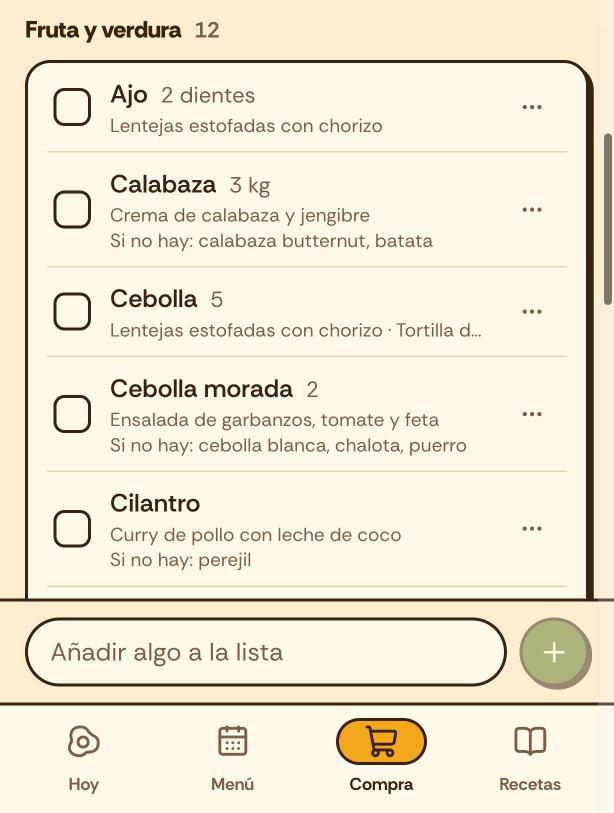 Fruta y verdura 12
Ajo 2 dientes
Lentejas estofadas con chorizo
Calabaza 3 kg
Crema de calabaza y jengibre
Si no hay: calabaza butternut, batata
Cebolla 5
Lentejas estofadas con chorizo · Tortilla d...
Cebolla morada 2
Ensalada de garbanzos, tomate y feta
Si no hay: cebolla blanca, chalota, puerro
Cilantro
Curry de pollo con leche de coco
Si no hay: perejil
Añadir algo a la lista
Hoy Menú Compra Recetas